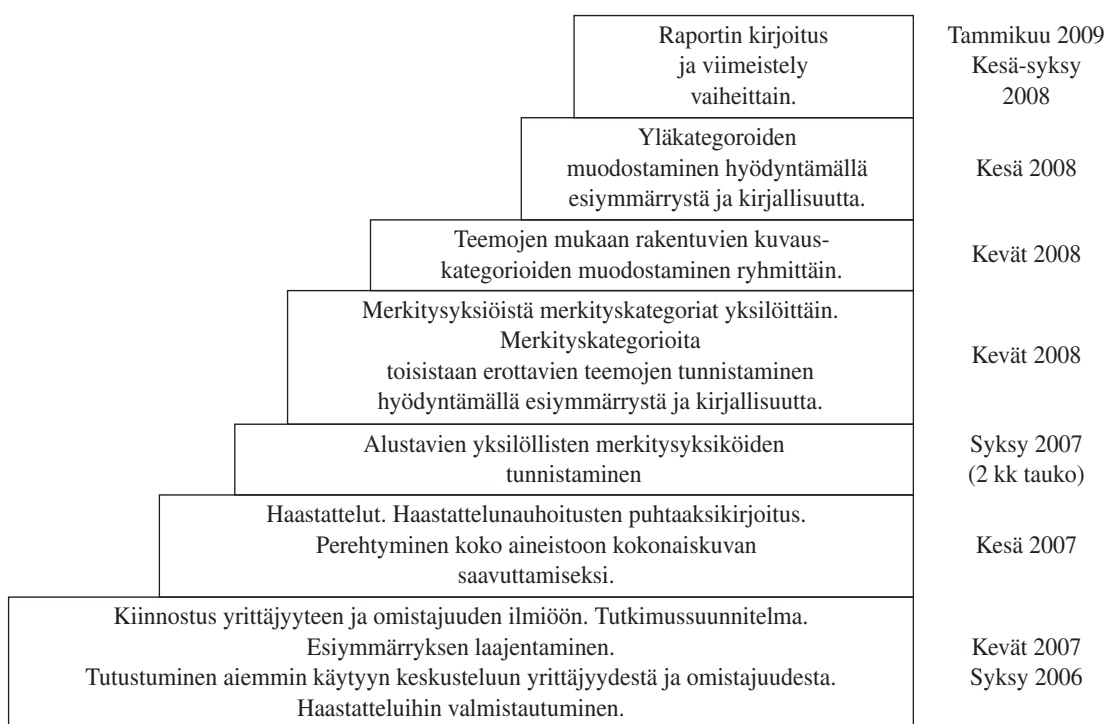 Raportin kirjoitus
ja viimeistely
vaiheittain.
Tammikuu 2009
Kesä-syksy
2008
Yläkategoroiden
muodostaminen hyödyntämällä
esiymmärrystä ja kirjallisuutta.
Kesä 2008
Teemojen mukaan rakentuvien kuvaus-
kategorioiden muodostaminen ryhmittäin.
Kevät 2008
Merkitysyksiöistä merkityskategoriat yksilöittäin.
Merkityskategorioita
toisistaan erottavien teemojen tunnistaminen
hyödyntämällä esiymmärrystä ja kirjallisuutta.
Kevät 2008
Alustavien yksilöllisten merkitysyksiköiden
tunnistaminen
Syksy 2007
(2 kk tauko)
Haastattelut. Haastattelunauhoitusten puhtaaksikirjoitus.
Perehtyminen koko aineistoon kokonaiskuvan
saavuttamiseksi.
Kesä 2007
Kiinnostus yrittäjyyteen ja omistajuuden ilmiöön. Tutkimussuunnitelma.
Esiymmärryksen laajentaminen.
Tutustuminen aiemmin käytyyn keskusteluun yrittäjyydestä ja omistajuudesta.
Haastatteluihin valmistautuminen.
Kevät 2007
Syksy 2006